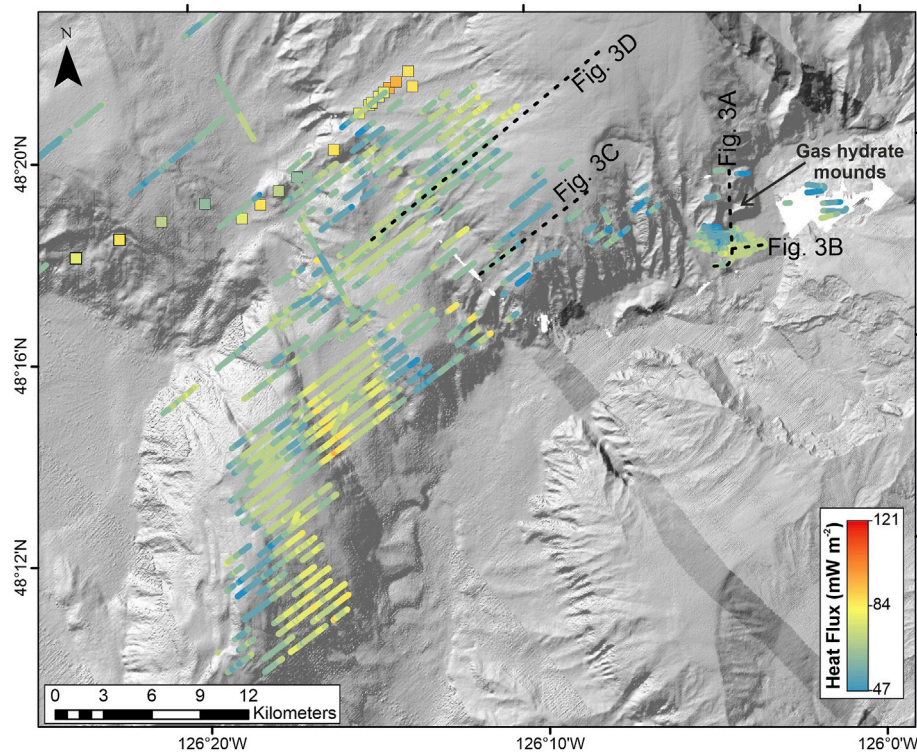 N
Fig. 3D
Fig. 3A
Fig. 3C
Gas hydrate
mounds
Fig. 3B
48°20'N
48°16'N
48°12'N
Heat Flux (mW m⁻²)
121
84
47
0 3 6 9 12
Kilometers
126°20'W
126°10'W
126°0'W